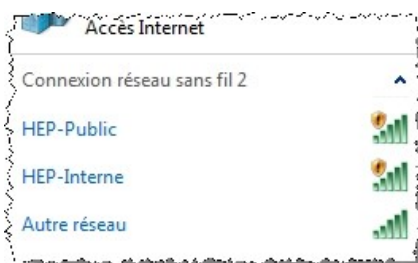 Accès Internet
Connexion réseau sans fil 2
HEP-Public
HEP-Interne
Autre réseau